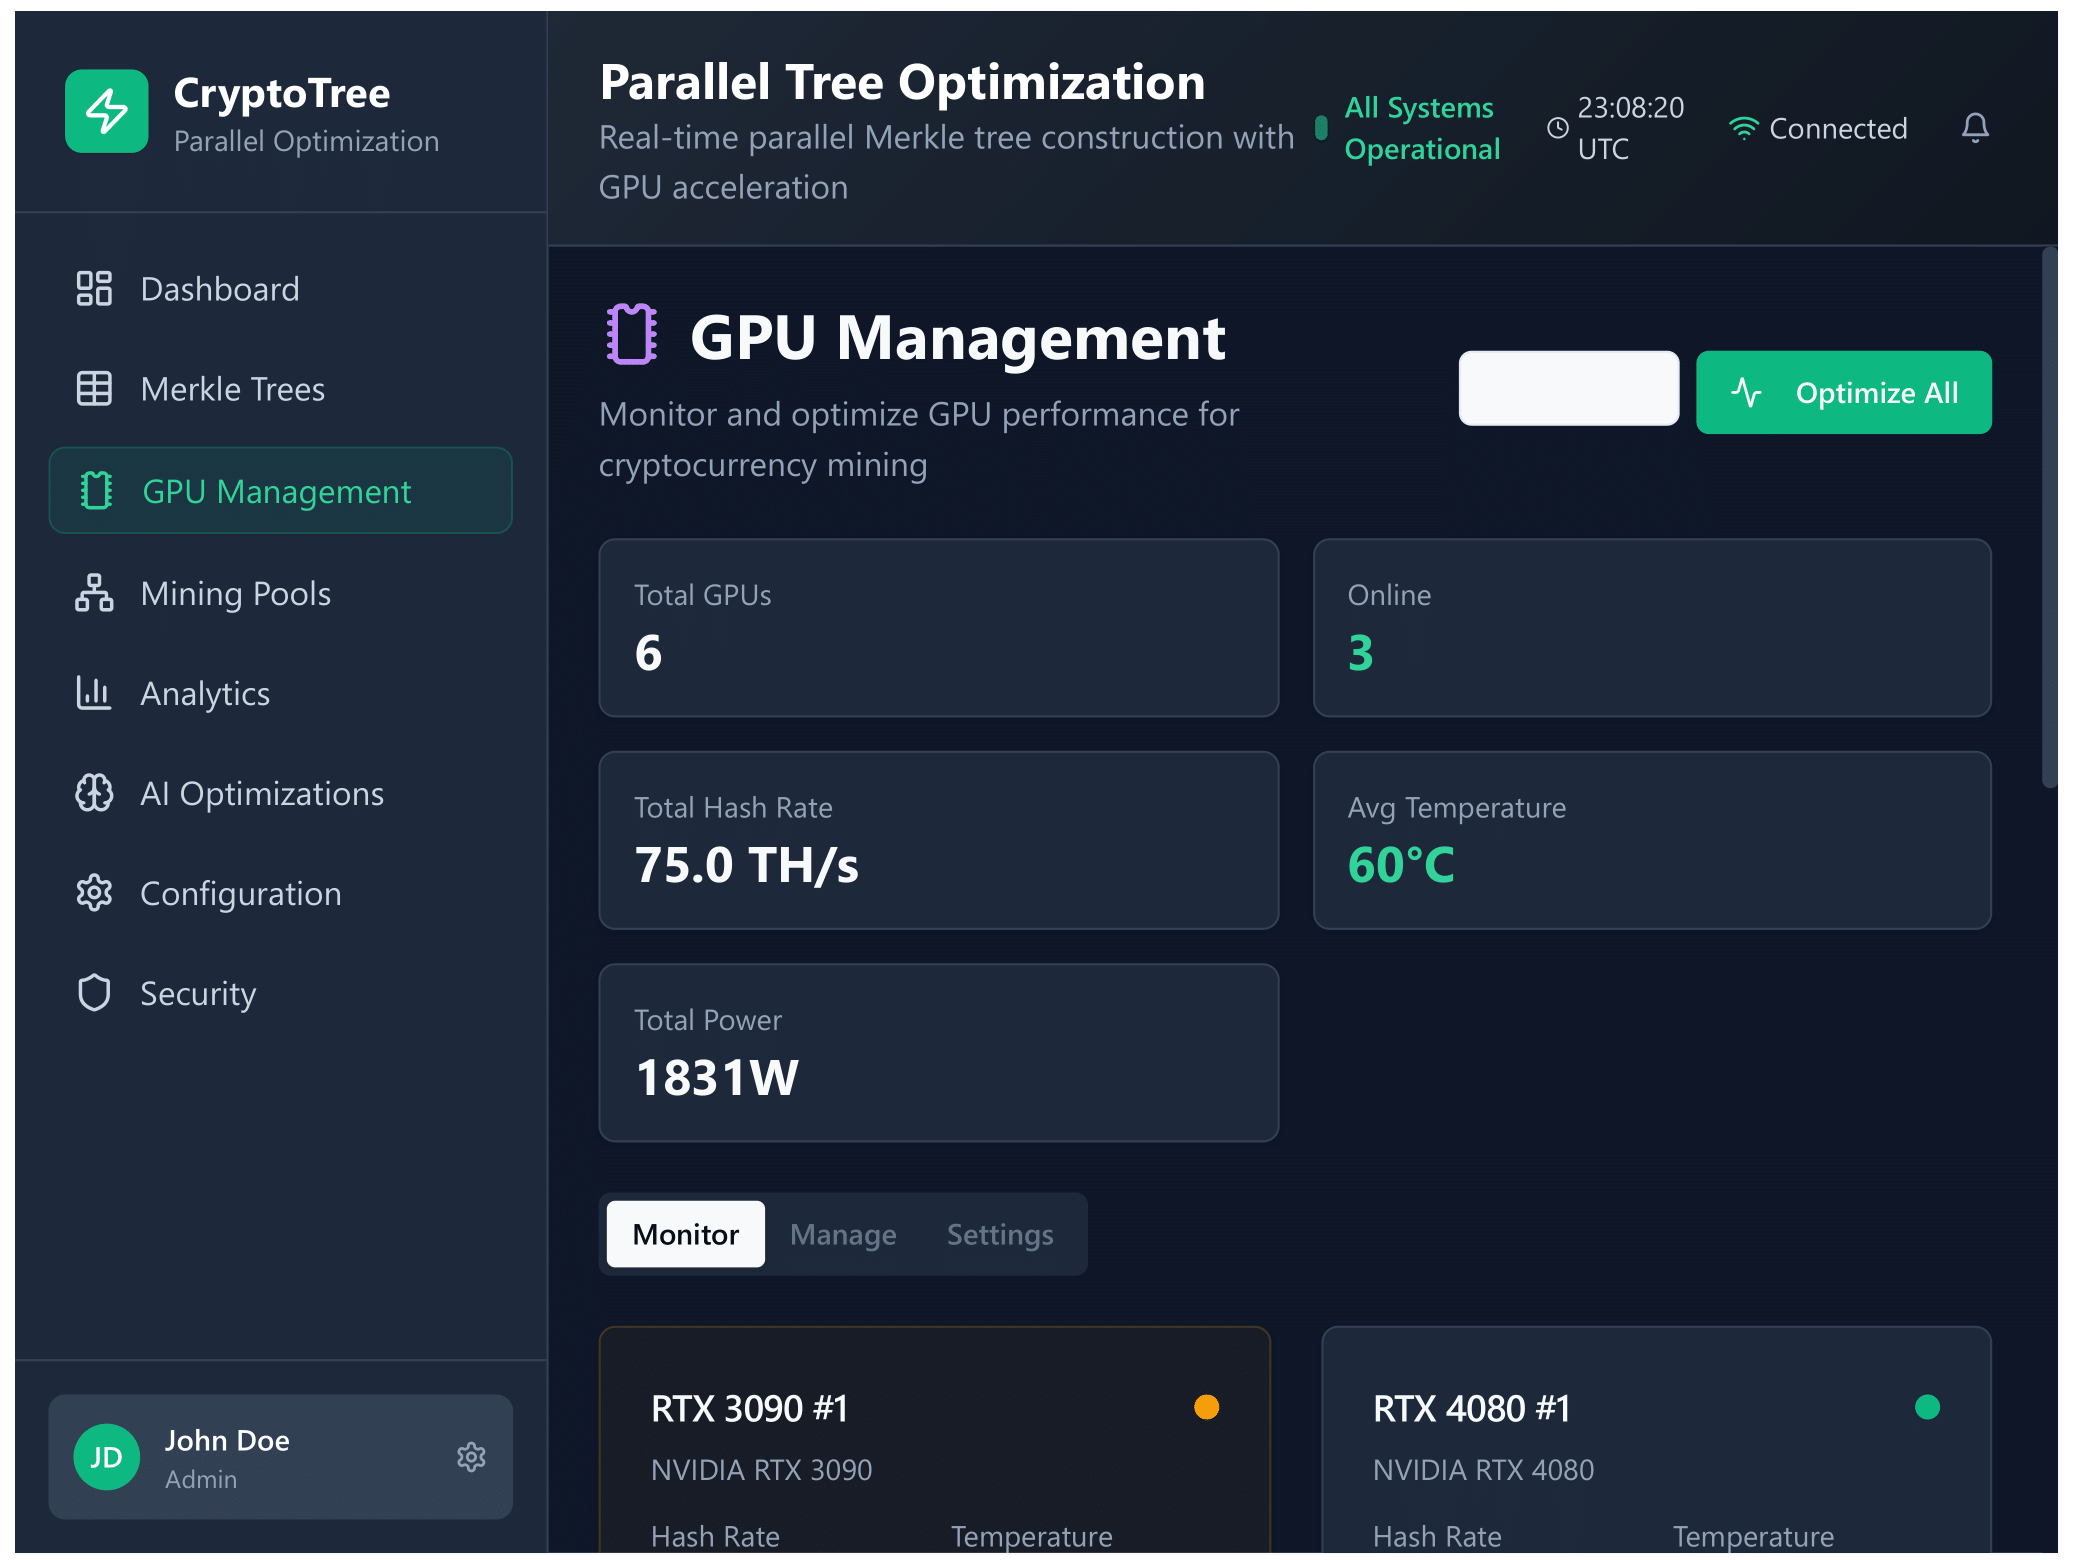 CryptoTree
Parallel Optimization
Dashboard
Merkle Trees
GPU Management
Mining Pools
Analytics
AI Optimizations
Configuration
Security
JD
John Doe
Admin
Parallel Tree Optimization
Real-time parallel Merkle tree construction with
GPU acceleration
All Systems
Operational
23:08:20
UTC
Connected
GPU Management
Monitor and optimize GPU performance for
cryptocurrency mining
Optimize All
Total GPUs
6
Online
3
Total Hash Rate
75.0 TH/s
Avg Temperature
60°C
Total Power
1831W
Monitor Manage Settings
RTX 3090 #1
NVIDIA RTX 3090
Hash Rate Temperature
RTX 4080 #1
NVIDIA RTX 4080
Hash Rate Temperature